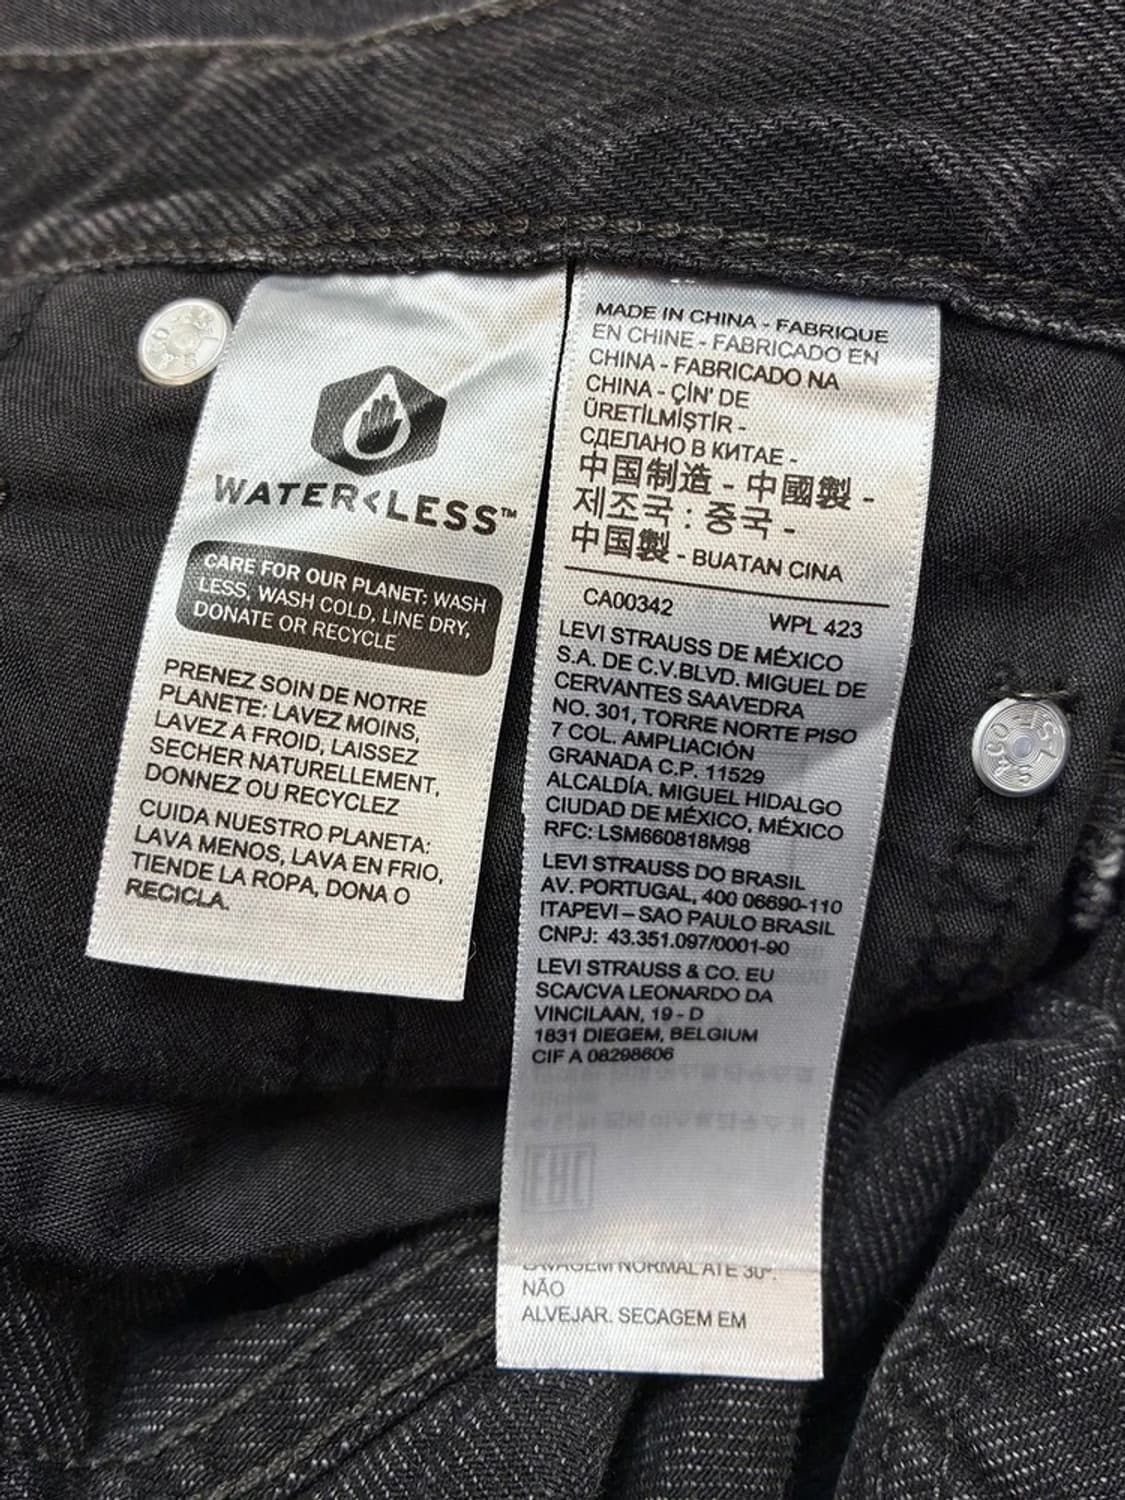 WATER<LESS™
CARE FOR OUR PLANET: WASH
LESS, WASH COLD, LINE DRY,
DONATE OR RECYCLE
PRENEZ SOIN DE NOTRE
PLANETE: LAVEZ MOINS,
LAVEZ A FROID, LAISSEZ
SECHER NATURELLEMENT,
DONNEZ OU RECYCLEZ
CUIDA NUESTRO PLANETA:
LAVA MENOS, LAVA EN FRIO,
TIENDE LA ROPA, DONA O
RECICLA.
MADE IN CHINA - FABRIQUE
EN CHINE - FABRICADO EN
CHINA - FABRICADO NA
CHINA - ÇİN' DE
ÜRETİLMİŞTİR -
СДЕЛАНО В КИТАЕ -
中国制造 - 中國製 -
제조국 : 중국 -
中国製 - BUATAN CINA
CA00342 WPL 423
LEVI STRAUSS DE MÉXICO
S.A. DE C.V.BLVD. MIGUEL DE
CERVANTES SAAVEDRA
NO. 301, TORRE NORTE PISO
7 COL. AMPLIACIÓN
GRANADA C.P. 11529
ALCALDÍA. MIGUEL HIDALGO
CIUDAD DE MÉXICO, MÉXICO
RFC: LSM660818M98
LEVI STRAUSS DO BRASIL
AV. PORTUGAL, 400 06690-110
ITAPEVI – SAO PAULO BRASIL
CNPJ: 43.351.097/0001-90
LEVI STRAUSS & CO. EU
SCA/CVA LEONARDO DA
VINCILAAN, 19 - D
1831 DIEGEM, BELGIUM
CIF A 08298606
EAC
LAVAGEM NORMAL ATÉ 30º.
NÃO
ALVEJAR. SECAGEM EM